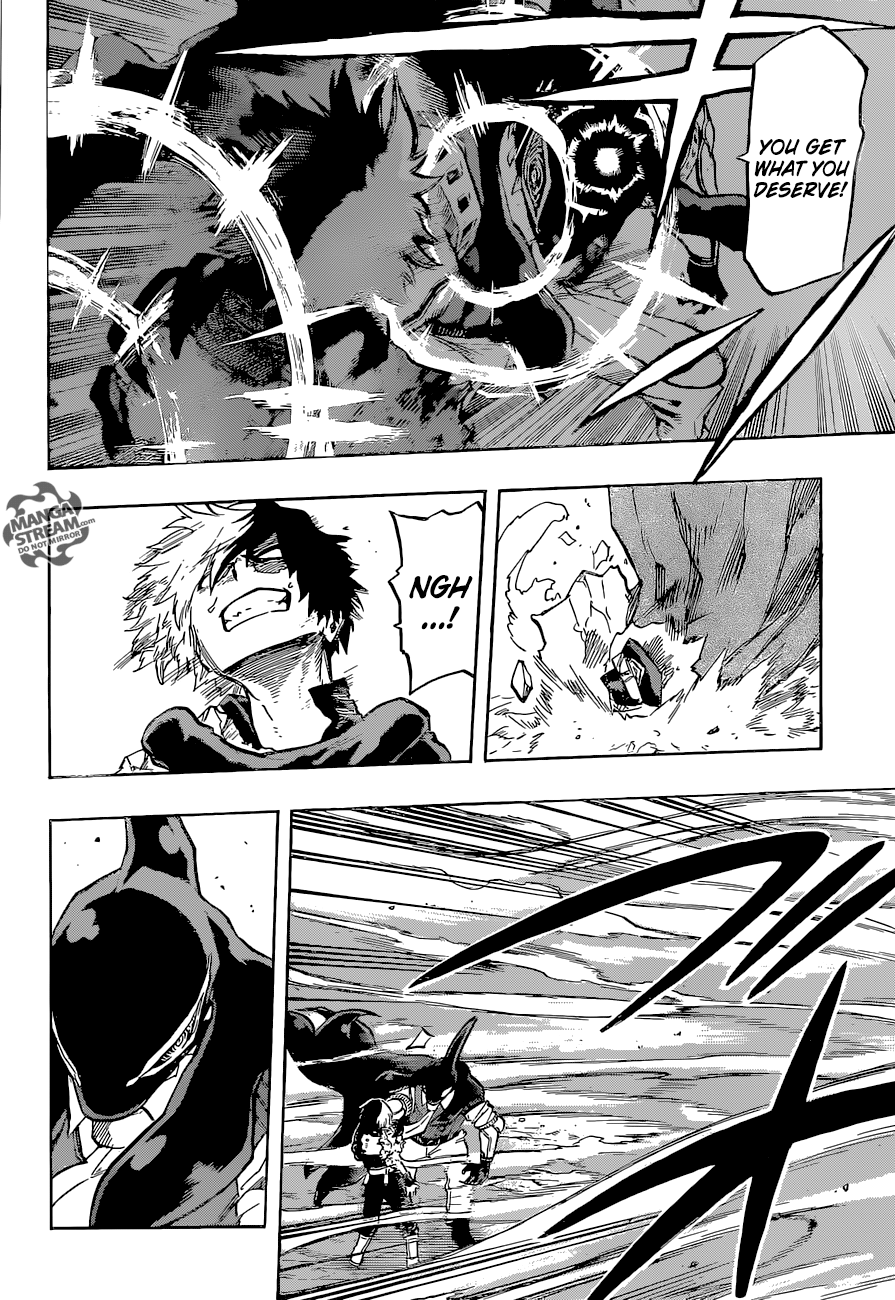 YOU GET
WHAT YOU
DESERVE!
MANGA
STREAM.com
DO NOT MIRROR
NGH
...!